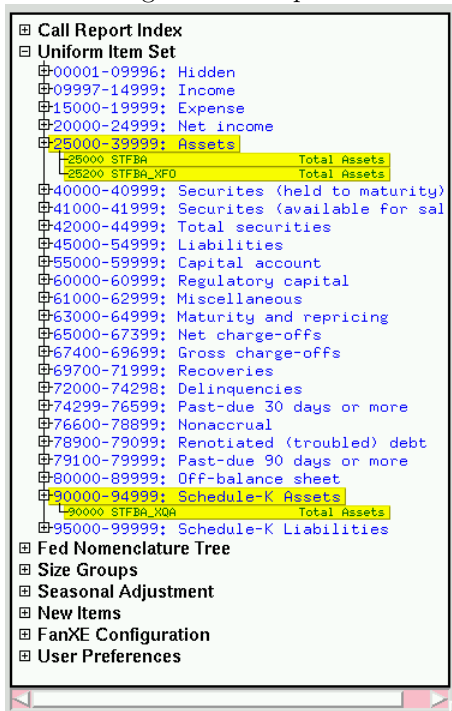 Call Report Index
Uniform Item Set
00001-09996: Hidden
09997-14999: Income
15000-19999: Expense
20000-24999: Net income
25000-39999: Assets
25000 STFBA Total Assets
25200 STFBA_XFO Total Assets
40000-40999: Securites (held to maturity)
41000-41999: Securites (available for sal
42000-44999: Total securities
45000-54999: Liabilities
55000-59999: Capital account
60000-60999: Regulatory capital
61000-62999: Miscellaneous
63000-64999: Maturity and repricing
65000-67399: Net charge-offs
67400-69699: Gross charge-offs
69700-71999: Recoveries
72000-74298: Delinquencies
74299-76599: Past-due 30 days or more
76600-78899: Nonaccrual
78900-79099: Renotiated (troubled) debt
79100-79999: Past-due 90 days or more
80000-89999: Off-balance sheet
90000-94999: Schedule-K Assets
90000 STFBA_XQA Total Assets
95000-99999: Schedule-K Liabilities
Fed Nomenclature Tree
Size Groups
Seasonal Adjustment
New Items
FanXE Configuration
User Preferences